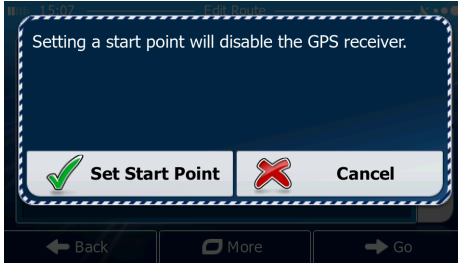 15:07 Edit Route
Setting a start point will disable the GPS receiver.
Set Start Point Cancel
Back More Go